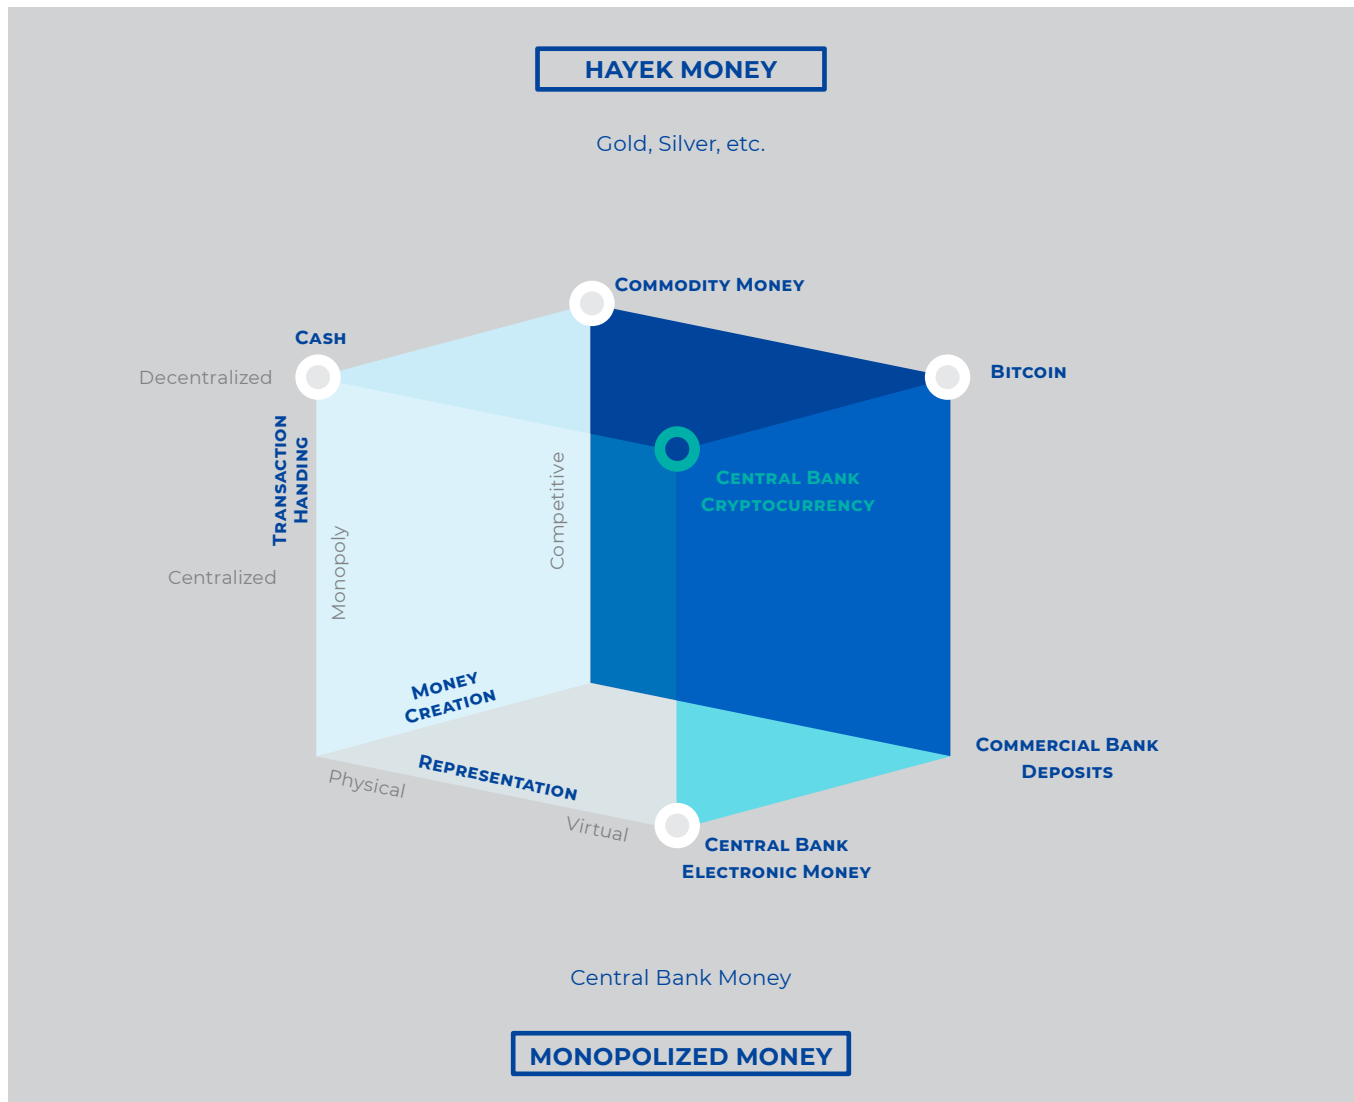 HAYEK MONEY
Gold, Silver, etc.
Commodity Money
Cash
Decentralized
Bitcoin
Transaction
Handing
Competitive
Central Bank
Cryptocurrency
Monopoly
Centralized
Money
Creation
Representation
Physical
Virtual
Commercial Bank
Deposits
Central Bank
Electronic Money
Central Bank Money
MONOPOLIZED MONEY